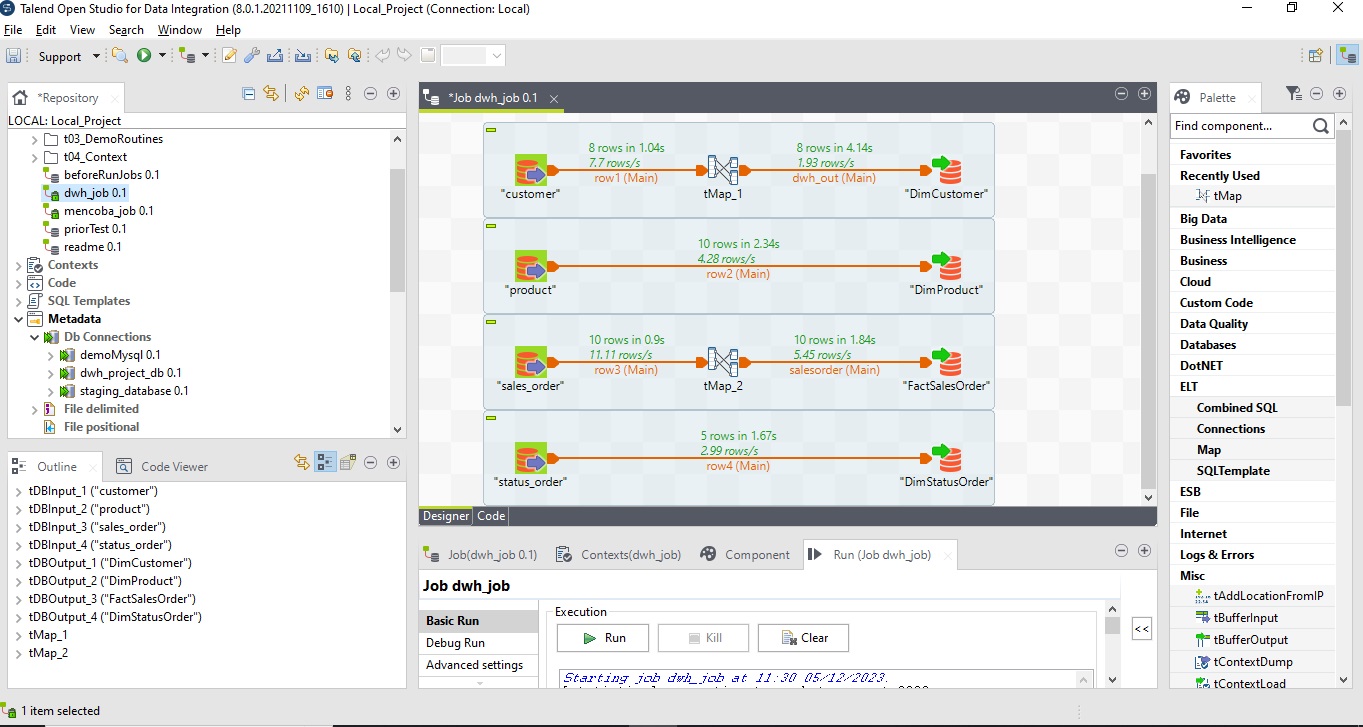 Talend Open Studio for Data Integration (8.0.1.20211109_1610) | Local_Project (Connection: Local)
File Edit View Search Window Help
Support
*Repository
LOCAL: Local_Project
t03_DemoRoutines
t04_Context
beforeRunJobs 0.1
dwh_job 0.1
mencoba_job 0.1
priorTest 0.1
readme 0.1
Contexts
Code
SQL Templates
Metadata
Db Connections
demoMysql 0.1
dwh_project_db 0.1
staging_database 0.1
File delimited
File positional
Outline
Code Viewer
tDBInput_1 ("customer")
tDBInput_2 ("product")
tDBInput_3 ("sales_order")
tDBInput_4 ("status_order")
tDBOutput_1 ("DimCustomer")
tDBOutput_2 ("DimProduct")
tDBOutput_3 ("FactSalesOrder")
tDBOutput_4 ("DimStatusOrder")
tMap_1
tMap_2
1 item selected
*Job dwh_job 0.1
8 rows in 1.04s 8 rows in 4.14s
7.7 rows/s 1.93 rows/s
row1 (Main) dwh_out (Main)
"customer" tMap_1 "DimCustomer"
10 rows in 2.34s
4.28 rows/s
row2 (Main)
"product" "DimProduct"
10 rows in 0.9s 10 rows in 1.84s
11.11 rows/s 5.45 rows/s
row3 (Main) salesorder (Main)
"sales_order" tMap_2 "FactSalesOrder"
5 rows in 1.67s
2.99 rows/s
row4 (Main)
"status_order" "DimStatusOrder"
Designer Code
Job(dwh_job 0.1) Contexts(dwh_job) Component Run (Job dwh_job)
Job dwh_job
Basic Run
Debug Run
Advanced settings
Execution
Run Kill Clear
Starting job dwh_job at 11:30 05/12/2023.
<<
Palette
Find component...
Favorites
Recently Used
tMap
Big Data
Business Intelligence
Business
Cloud
Custom Code
Data Quality
Databases
DotNET
ELT
Combined SQL
Connections
Map
SQLTemplate
ESB
File
Internet
Logs & Errors
Misc
tAddLocationFromIP
tBufferInput
tBufferOutput
tContextDump
tContextLoad